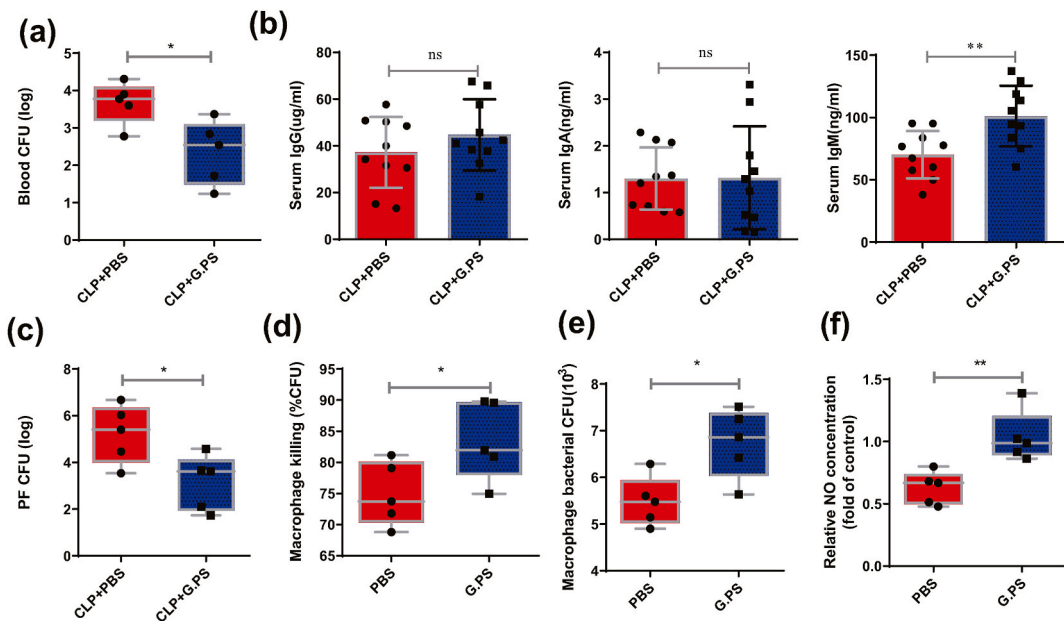 (a)
*
Blood CFU (log)
5
4
3
2
1
0
CLP+PBS
CLP+G.PS
(b)
ns
Serum IgG(ug/ml)
80
60
40
20
0
CLP+PBS
CLP+G.PS
ns
Serum IgA(ng/ml)
4
3
2
1
0
CLP+PBS
CLP+G.PS
**
Serum IgM(ng/ml)
150
100
50
0
CLP+PBS
CLP+G.PS
(c)
*
PF CFU (log)
8
6
4
2
0
CLP+PBS
CLP+G.PS
(d)
*
Macrophage killing (%CFU)
95
90
85
80
75
70
65
PBS
G.PS
(e)
*
Macrophage bacterial CFU(10³)
8
7
6
5
4
PBS
G.PS
(f)
**
Relative NO concentration
(fold of control)
1.5
1.0
0.5
0.0
PBS
G.PS